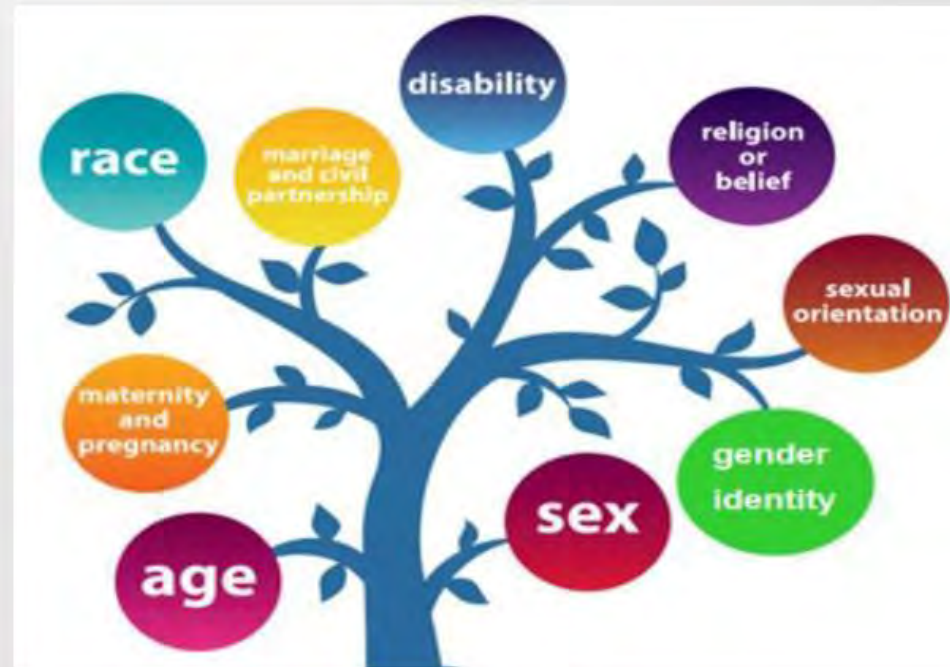 disability
race
marriage
and civil
partnership
religion
or
belief
sexual
orientation
maternity
and
pregnancy
gender
identity
sex
age